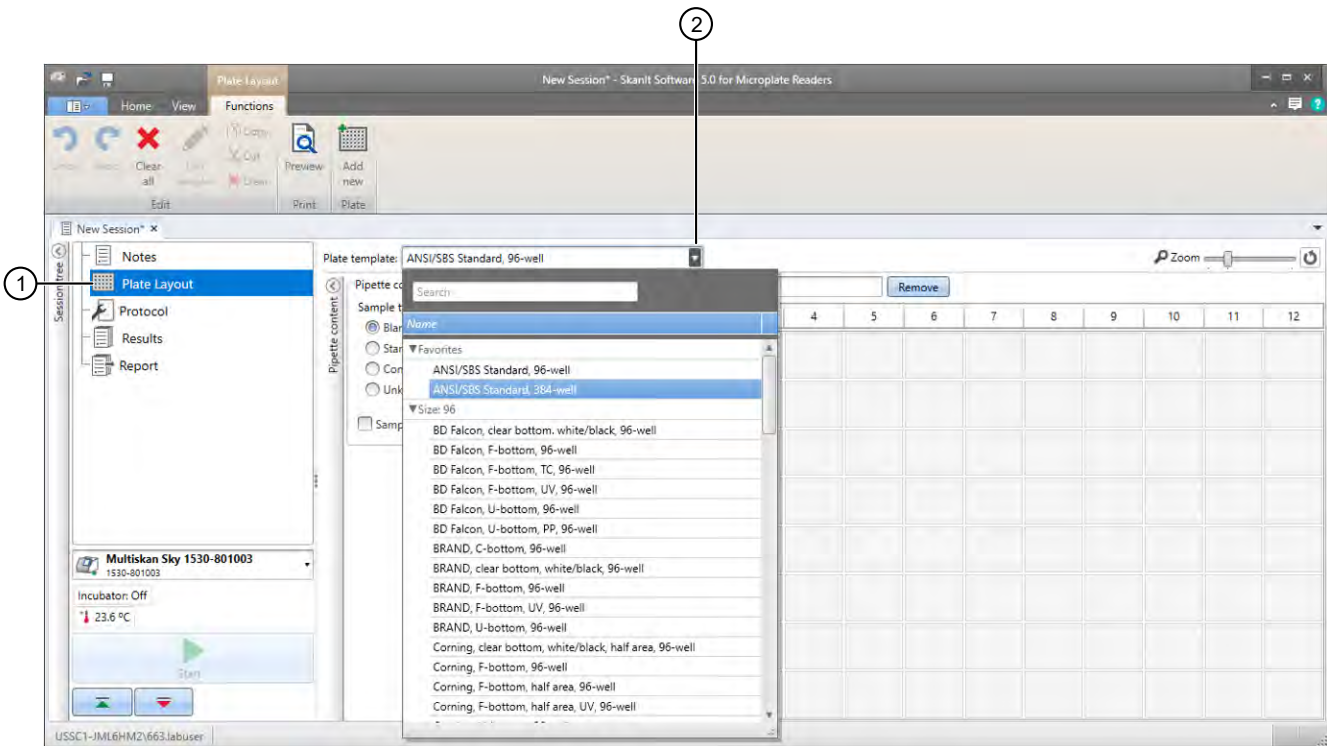 2
Plate Layout
New Session* - SkanIt Software 5.0 for Microplate Readers
Home View Functions
Undo Redo Clear all Edit Copy Cut Clear Preview Add new
Edit Print Plate
New Session* ×
Session tree
Notes
1
Plate Layout
Protocol
Results
Report
Plate template: ANSI/SBS Standard, 96-well
Zoom
Pipette content
Remove
Search
Name
4 5 6 7 8 9 10 11 12
Favorites
ANSI/SBS Standard, 96-well
ANSI/SBS Standard, 384-well
Size: 96
BD Falcon, clear bottom. white/black, 96-well
BD Falcon, F-bottom, 96-well
BD Falcon, F-bottom, TC, 96-well
BD Falcon, F-bottom, UV, 96-well
BD Falcon, U-bottom, 96-well
BD Falcon, U-bottom, PP, 96-well
BRAND, C-bottom, 96-well
BRAND, clear bottom, white/black, 96-well
BRAND, F-bottom, 96-well
BRAND, F-bottom, UV, 96-well
BRAND, U-bottom, 96-well
Corning, clear bottom, white/black, half area, 96-well
Corning, F-bottom, 96-well
Corning, F-bottom, half area, 96-well
Corning, F-bottom, half area, UV, 96-well
Multiskan Sky 1530-801003
1530-801003
Incubator: Off
23.6 ºC
Start
USSC1-JML6HM2\663.labuser